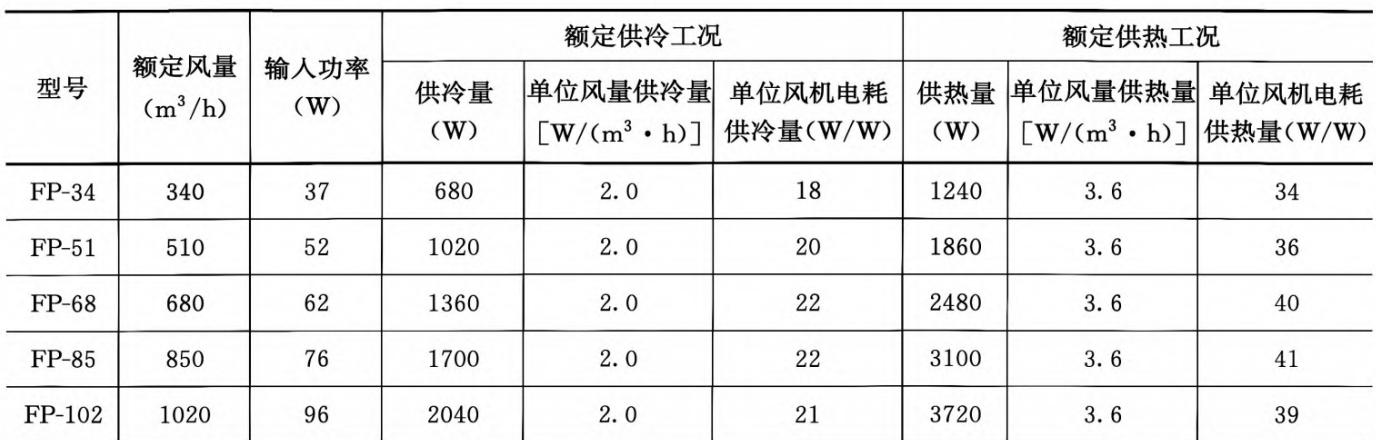 型号 额定风量(m³/h) 输入功率(W) 额定供冷工况 额定供热工况
供冷量(W) 单位风量供冷量[W/(m³·h)] 单位风机电耗供冷量(W/W) 供热量(W) 单位风量供热量[W/(m³·h)] 单位风机电耗供热量(W/W)
FP-34 340 37 680 2.0 18 1240 3.6 34
FP-51 510 52 1020 2.0 20 1860 3.6 36
FP-68 680 62 1360 2.0 22 2480 3.6 40
FP-85 850 76 1700 2.0 22 3100 3.6 41
FP-102 1020 96 2040 2.0 21 3720 3.6 39